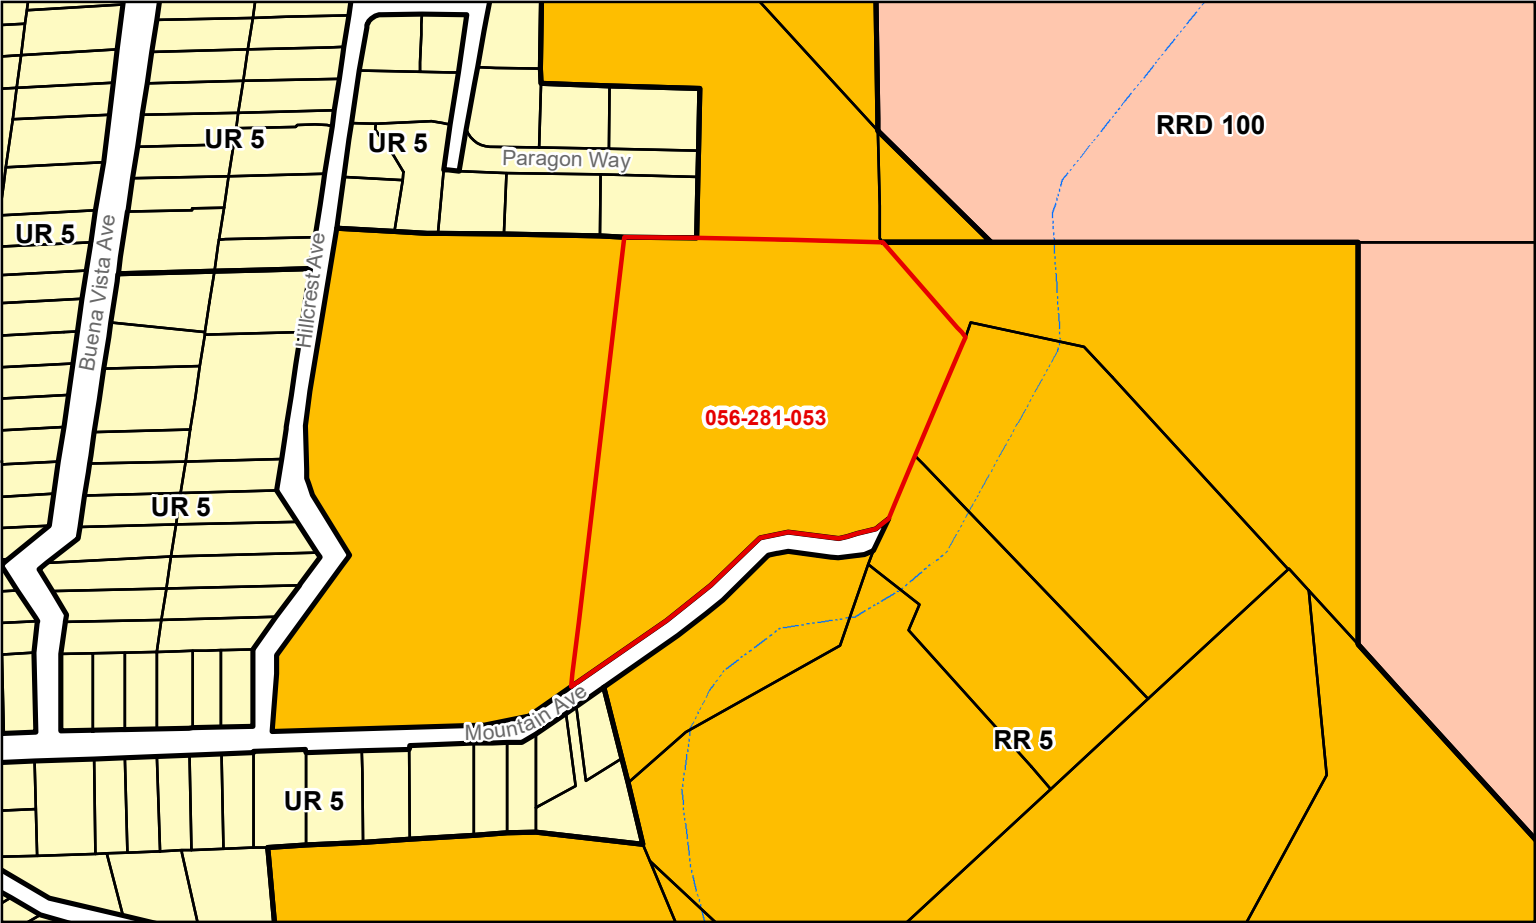 RRD 100
UR 5
UR 5
Paragon Way
UR 5
Buena Vista Ave
Hillcrest Ave
056-281-053
UR 5
Mountain Ave
RR 5
UR 5